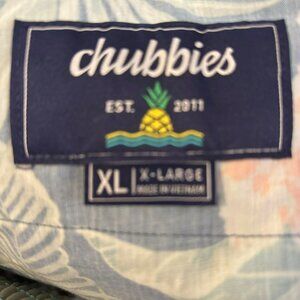 chubbies
EST. 2011
XL X-LARGE
MADE IN VIETNAM